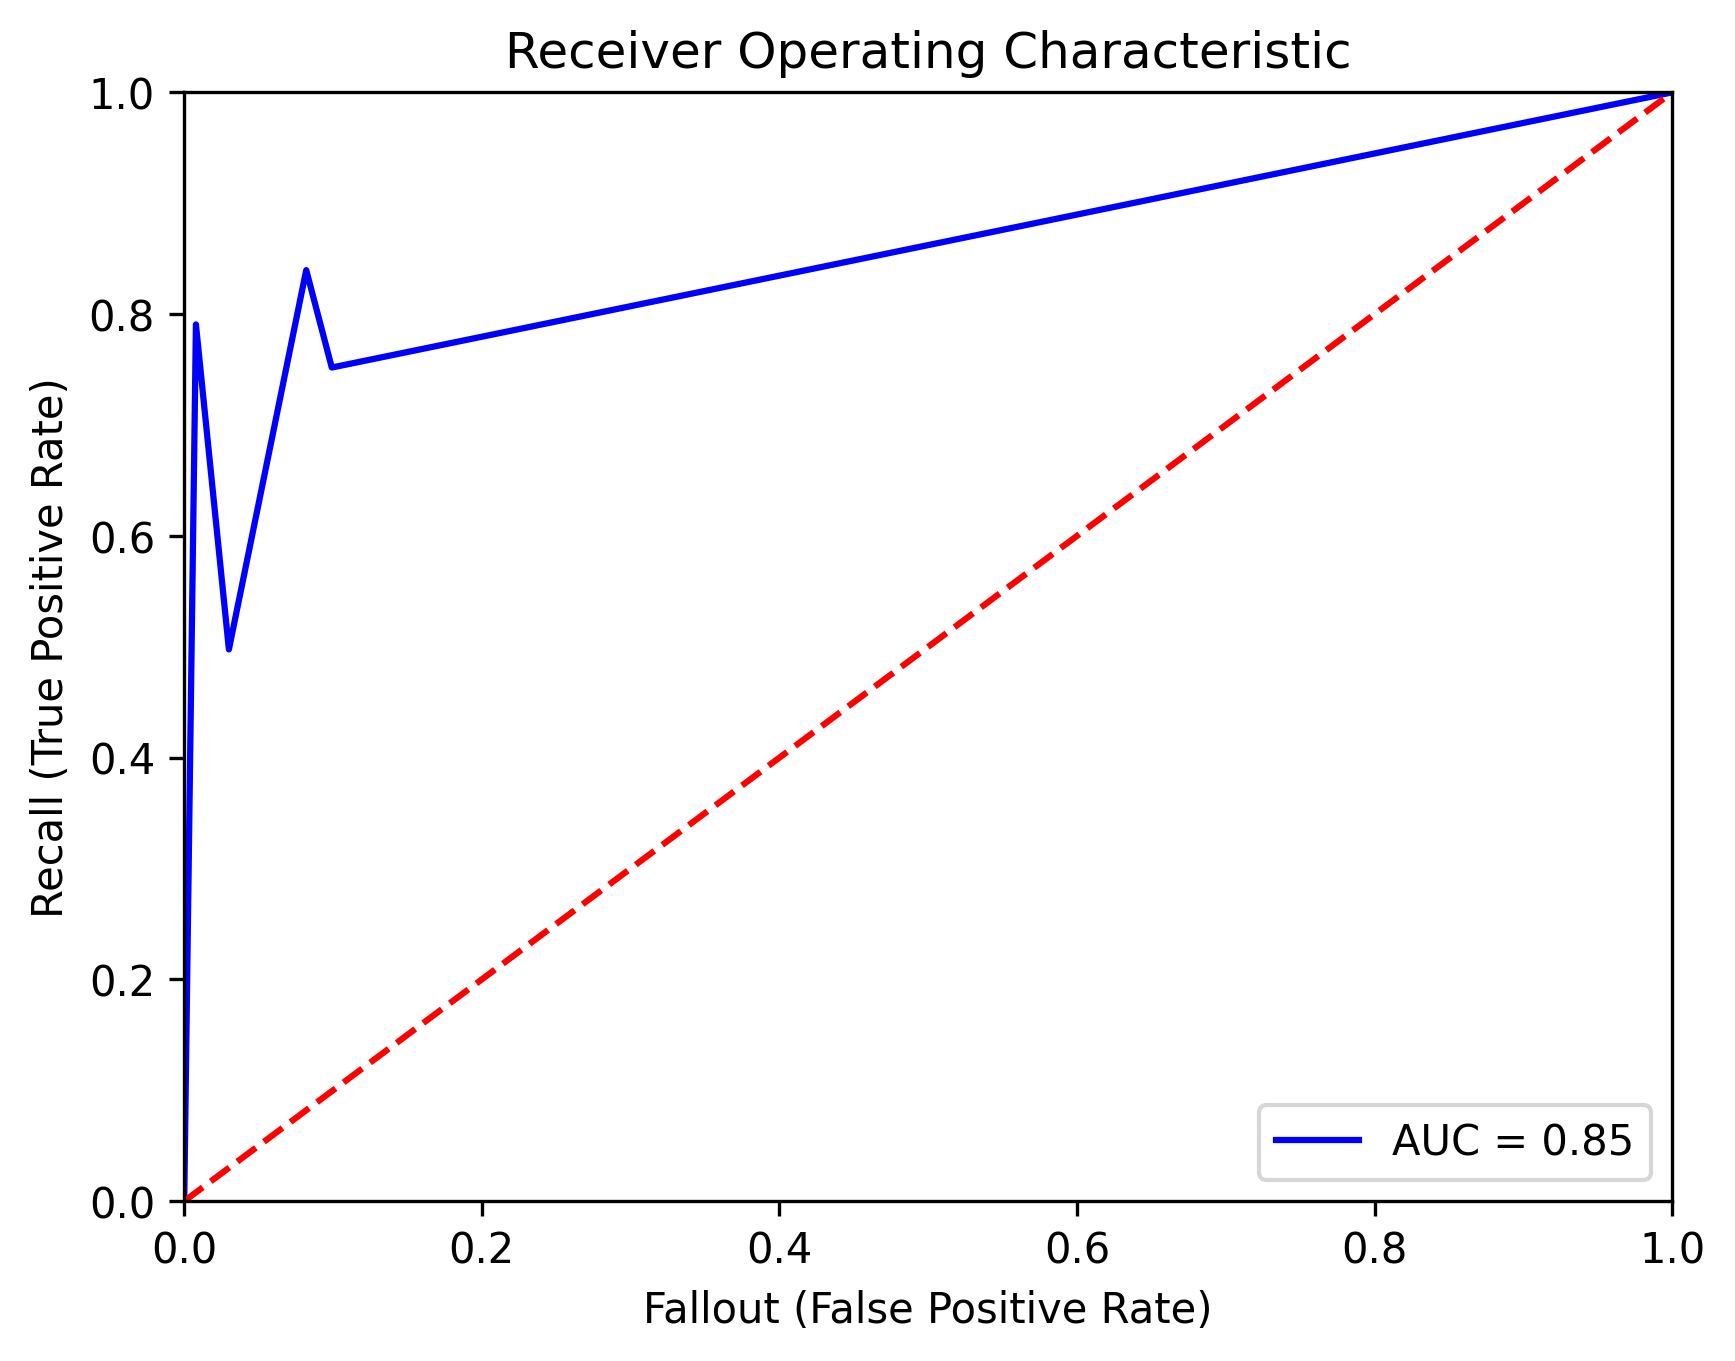 Receiver Operating Characteristic
1.0
0.8
0.6
0.4
0.2
0.0
Recall (True Positive Rate)
AUC = 0.85
0.0 0.2 0.4 0.6 0.8 1.0
Fallout (False Positive Rate)